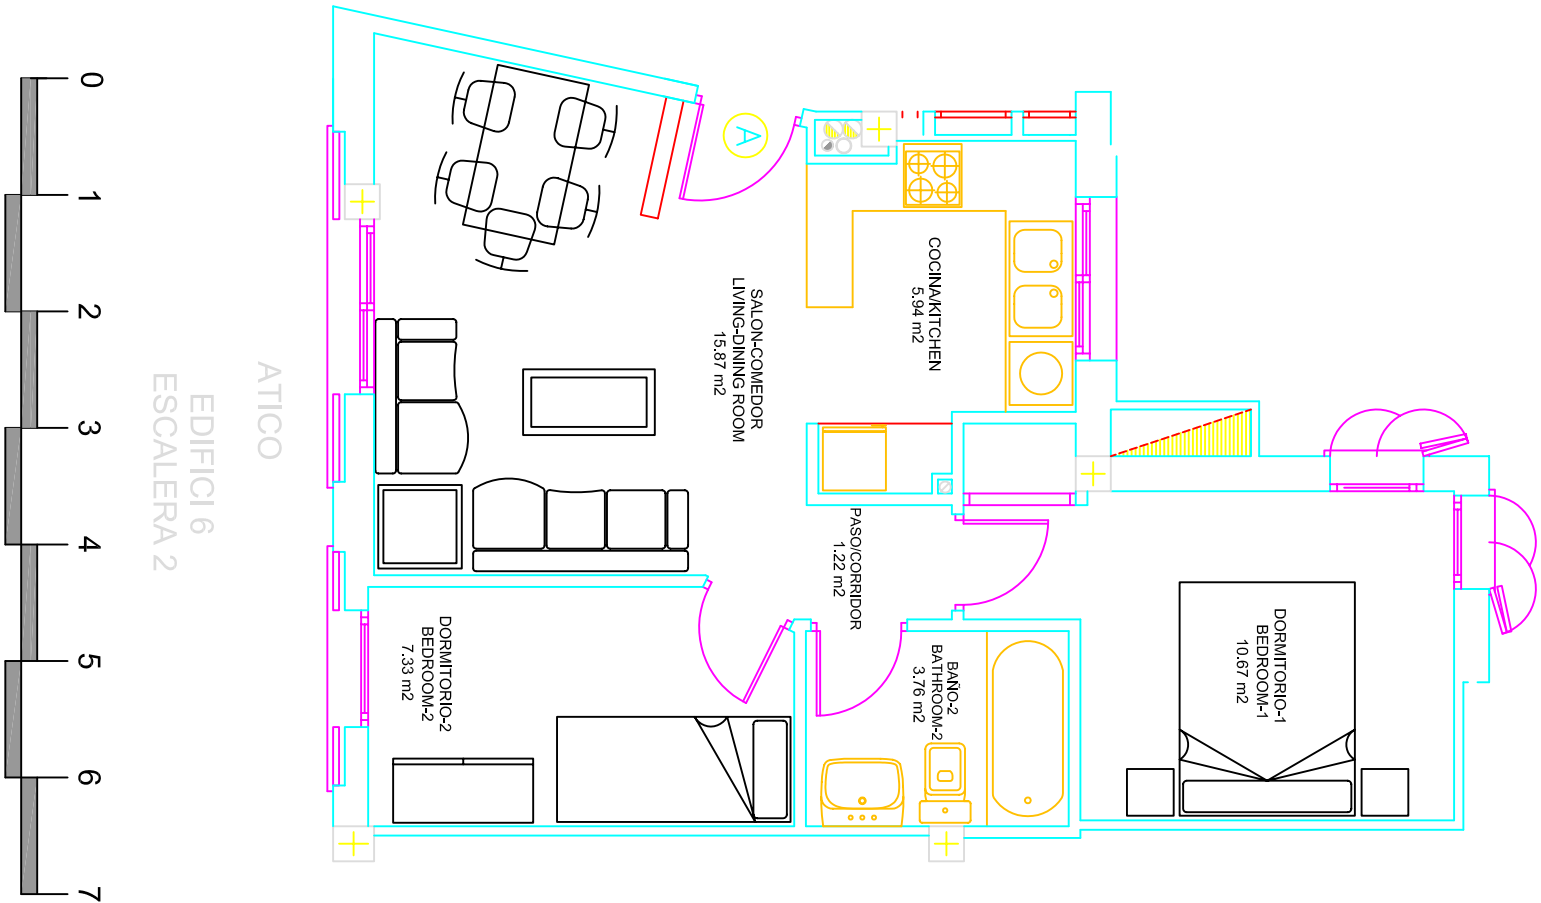 A
COCINA/KITCHEN
5.94 m2
SALON-COMEDOR
LIVING-DINING ROOM
15.87 m2
PASO/CORRIDOR
1.22 m2
DORMITORIO-1
BEDROOM-1
10.67 m2
BAÑO-2
BATHROOM-2
3.76 m2
DORMITORIO-2
BEDROOM-2
7.33 m2
ATICO
EDIFICI 6
ESCALERA 2
0
1
2
3
4
5
6
7